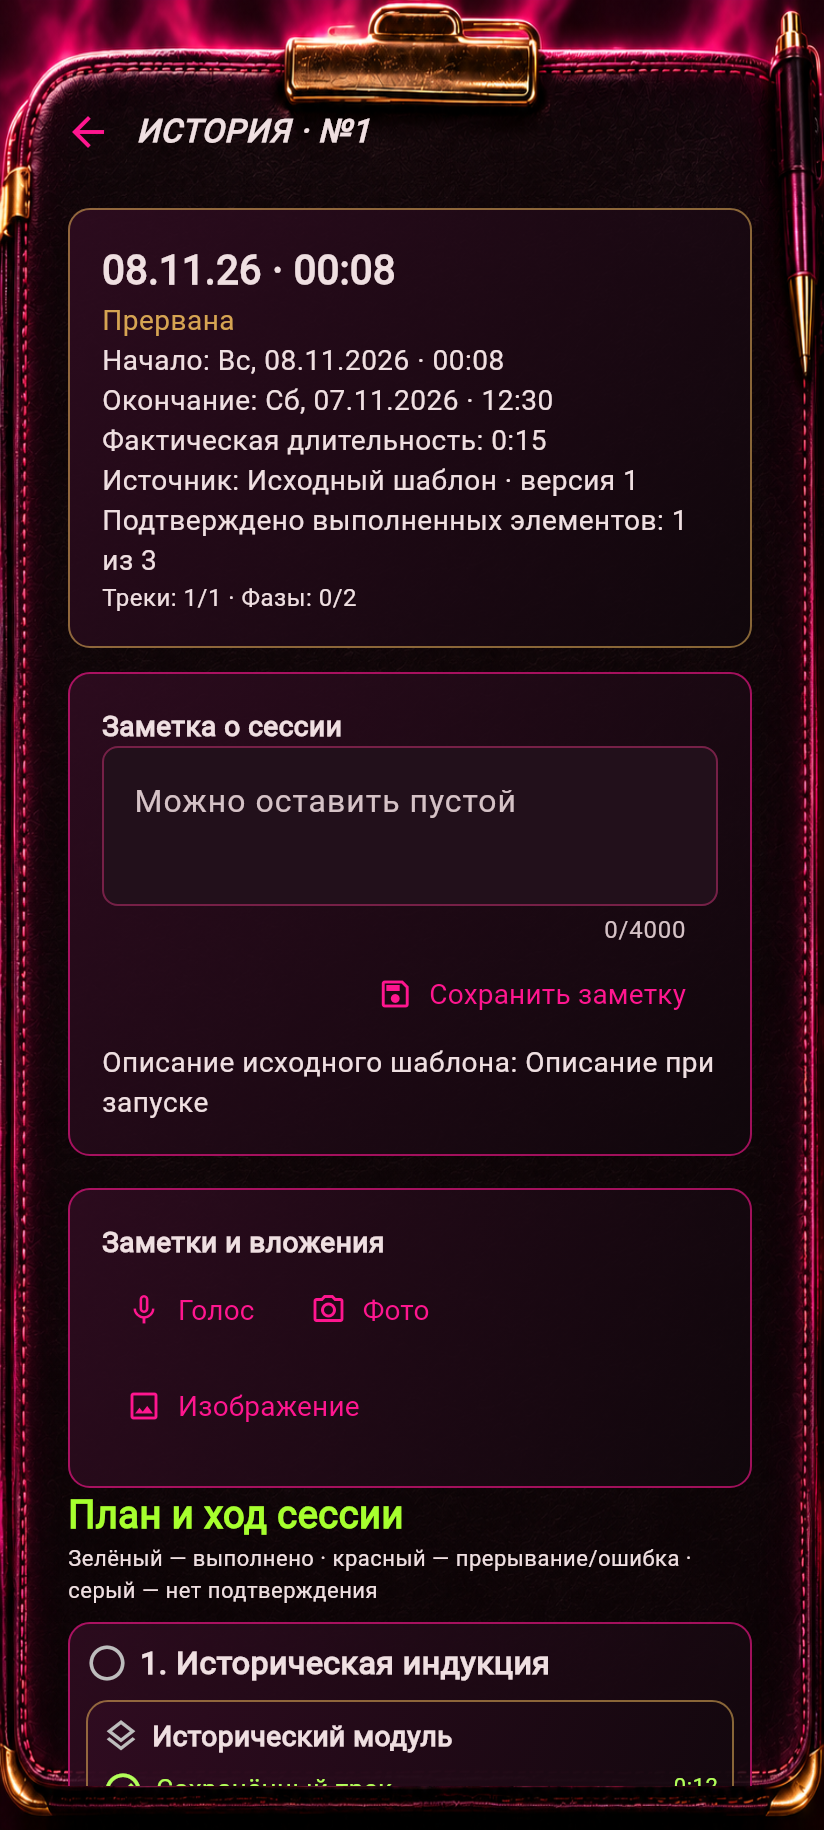 ИСТОРИЯ · №1
08.11.26 · 00:08
Прервана
Начало: Вс, 08.11.2026 · 00:08
Окончание: Сб, 07.11.2026 · 12:30
Фактическая длительность: 0:15
Источник: Исходный шаблон · версия 1
Подтверждено выполненных элементов: 1
из 3
Треки: 1/1 · Фазы: 0/2
Заметка о сессии
Можно оставить пустой
0/4000
Сохранить заметку
Описание исходного шаблона: Описание при
запуске
Заметки и вложения
Голос Фото
Изображение
План и ход сессии
Зелёный — выполнено · красный — прерывание/ошибка ·
серый — нет подтверждения
1. Историческая индукция
Исторический модуль
Сохранённый трек 0:12